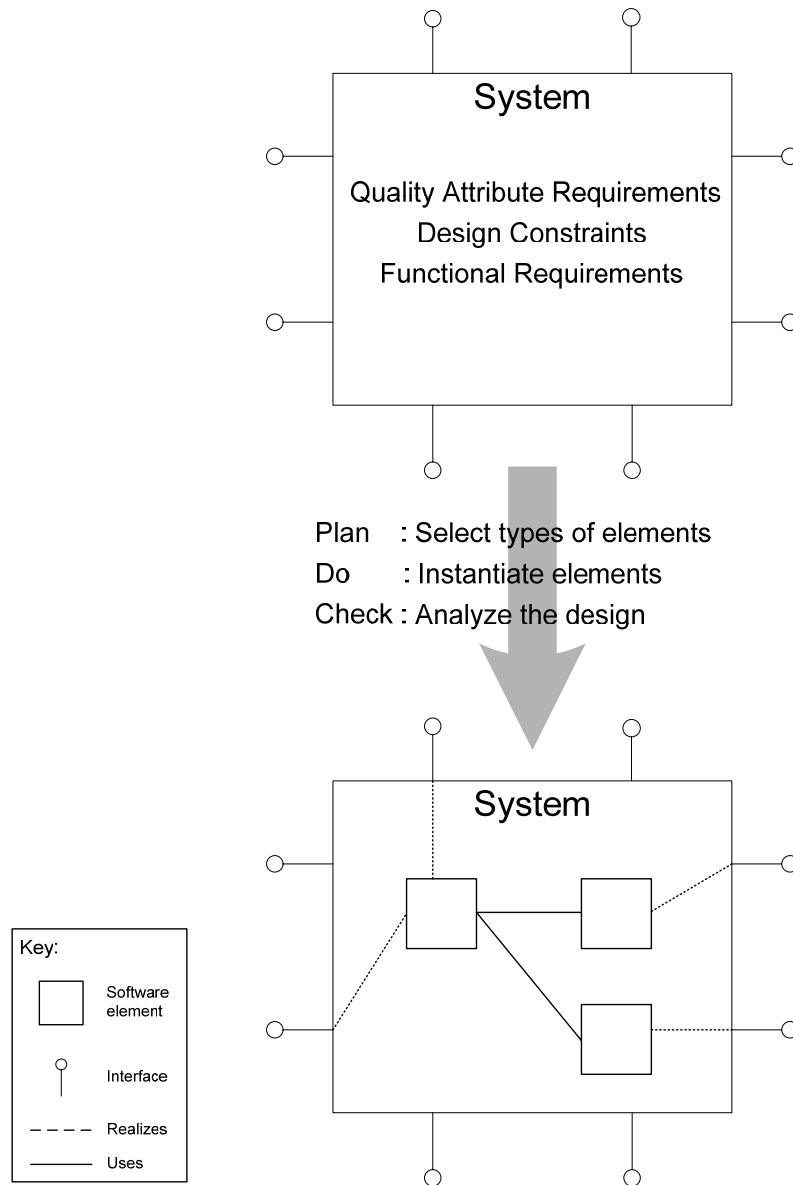 System
Quality Attribute Requirements
Design Constraints
Functional Requirements
Plan : Select types of elements
Do : Instantiate elements
Check : Analyze the design
System
Key:
Software
element
Interface
Realizes
Uses